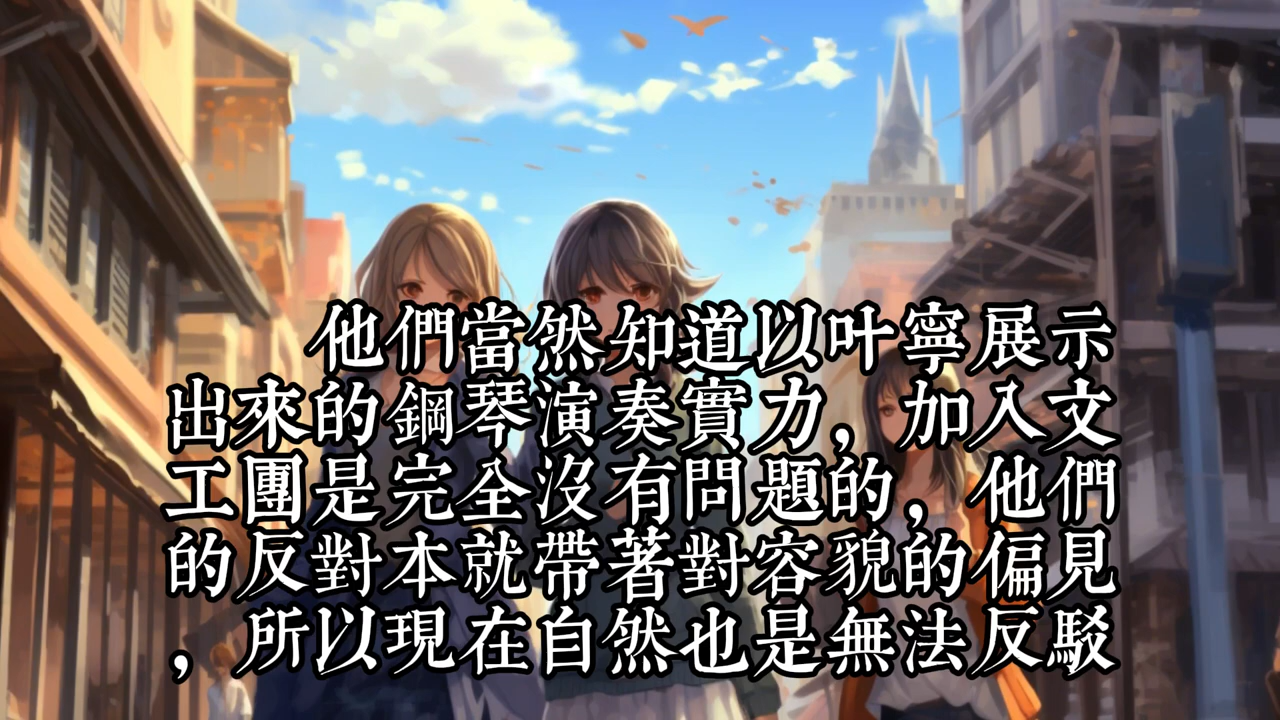 他們當然知道以叶寧展示
出來的鋼琴演奏實力，加入文
工團是完全沒有問題的，他們
的反對本就帶著對容貌的偏見
，所以現在自然也是無法反駁